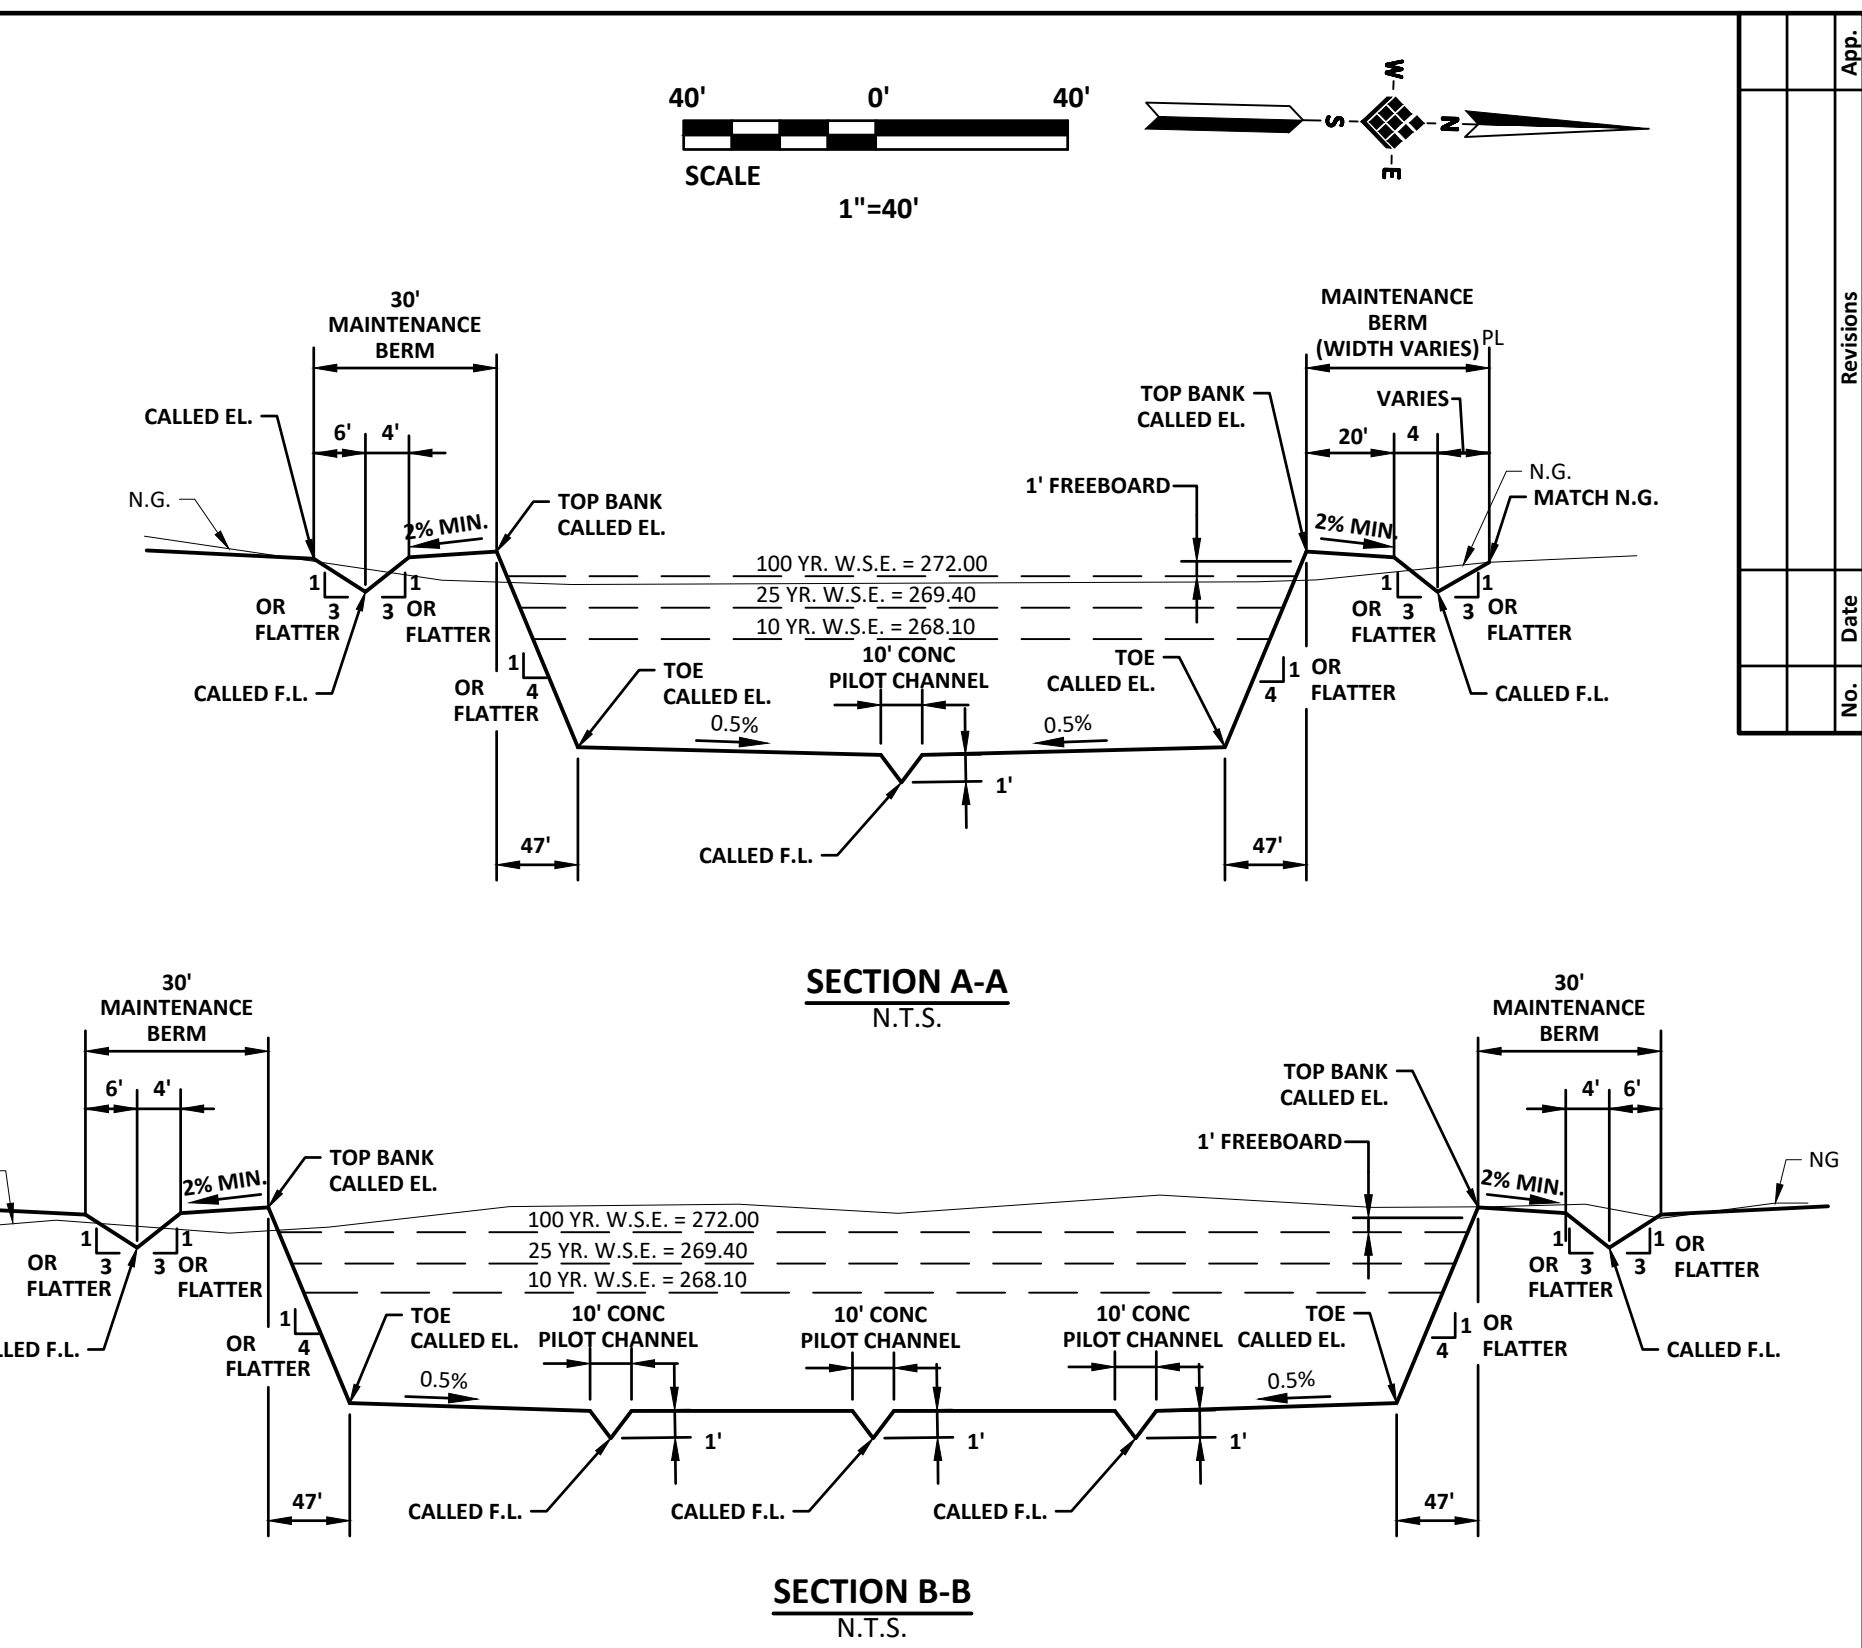 App.
Revisions
Date
No.
40' 0' 40'
SCALE
1"=40'
W
S N
E
30'
MAINTENANCE
BERM
CALLED EL.
6' 4'
N.G.
2% MIN.
TOP BANK
CALLED EL.
1
3
OR
FLATTER
1
3
OR
FLATTER
CALLED F.L.
1
4
OR
FLATTER
TOE
CALLED EL.
100 YR. W.S.E. = 272.00
25 YR. W.S.E. = 269.40
10 YR. W.S.E. = 268.10
10' CONC
PILOT CHANNEL
0.5%
0.5%
1'
CALLED F.L.
47'
47'
TOE
CALLED EL.
1' FREEBOARD
TOP BANK
CALLED EL.
MAINTENANCE
BERM
(WIDTH VARIES)
PL
VARIES
20' 4
2% MIN.
N.G.
MATCH N.G.
1
3
OR
FLATTER
1
3
OR
FLATTER
1
4
OR
FLATTER
CALLED F.L.
SECTION A-A
N.T.S.
30'
MAINTENANCE
BERM
6' 4'
2% MIN.
TOP BANK
CALLED EL.
1
3
OR
FLATTER
1
3
OR
FLATTER
LLED F.L.
1
4
OR
FLATTER
TOE
CALLED EL.
100 YR. W.S.E. = 272.00
25 YR. W.S.E. = 269.40
10 YR. W.S.E. = 268.10
10' CONC
PILOT CHANNEL
10' CONC
PILOT CHANNEL
10' CONC
PILOT CHANNEL
0.5%
0.5%
1'
1'
1'
CALLED F.L.
CALLED F.L.
CALLED F.L.
47'
47'
TOE
CALLED EL.
1' FREEBOARD
TOP BANK
CALLED EL.
30'
MAINTENANCE
BERM
4' 6'
2% MIN.
NG
1
3
OR
FLATTER
1
3
OR
FLATTER
1
4
OR
FLATTER
CALLED F.L.
SECTION B-B
N.T.S.